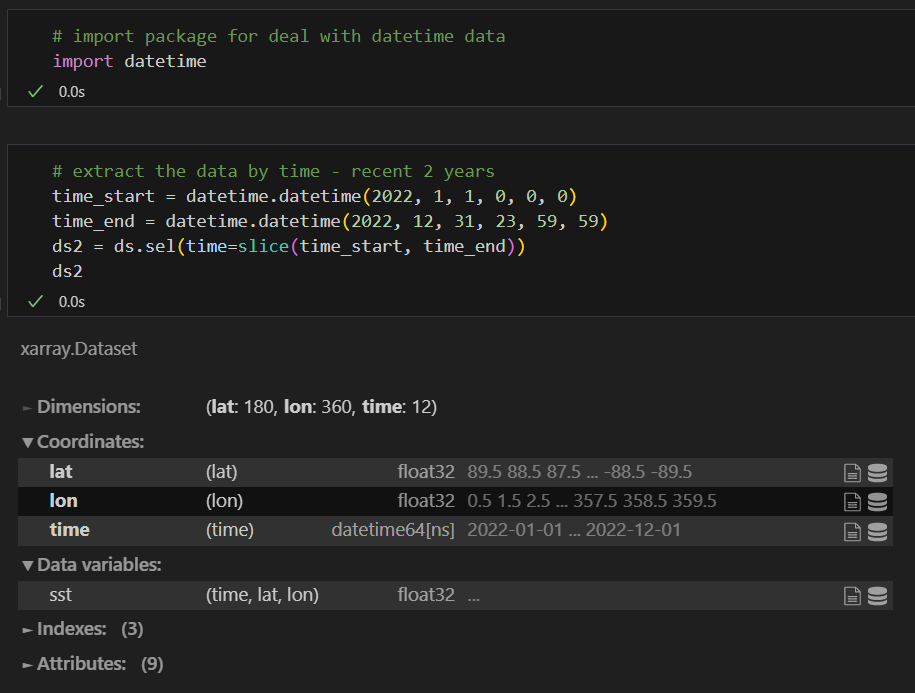 # import package for deal with datetime data
import datetime
0.0s
# extract the data by time - recent 2 years
time_start = datetime.datetime(2022, 1, 1, 0, 0, 0)
time_end = datetime.datetime(2022, 12, 31, 23, 59, 59)
ds2 = ds.sel(time=slice(time_start, time_end))
ds2
0.0s
xarray.Dataset
► Dimensions: (lat: 180, lon: 360, time: 12)
▼ Coordinates:
lat (lat) float32 89.5 88.5 87.5 ... -88.5 -89.5
lon (lon) float32 0.5 1.5 2.5 ... 357.5 358.5 359.5
time (time) datetime64[ns] 2022-01-01 ... 2022-12-01
▼ Data variables:
sst (time, lat, lon) float32 ...
► Indexes: (3)
► Attributes: (9)